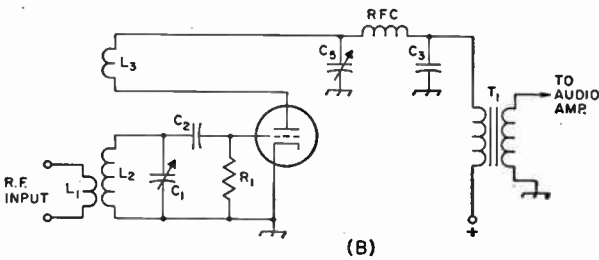 RFC
L3
C5
C3
T1
TO
AUDIO
AMP.
C2
R.F.
INPUT
L1
L2
C1
R1
+
(B)